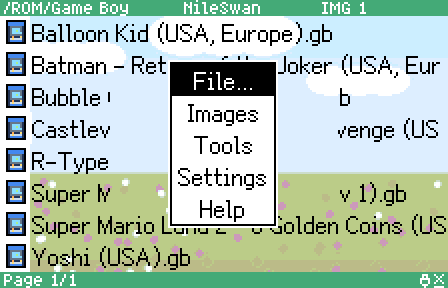 /ROM/Game Boy NileSwan IMG 1
Balloon Kid (USA, Europe).gb
Batman - Ret Joker (USA, Eur
File...
Bubble b
Images
Castlev venge (US
Tools
R-Type
Settings
Super M v 1).gb
Help
Super Mario Land 2 - 6 Golden Coins (US
Yoshi (USA).gb
Page 1/1